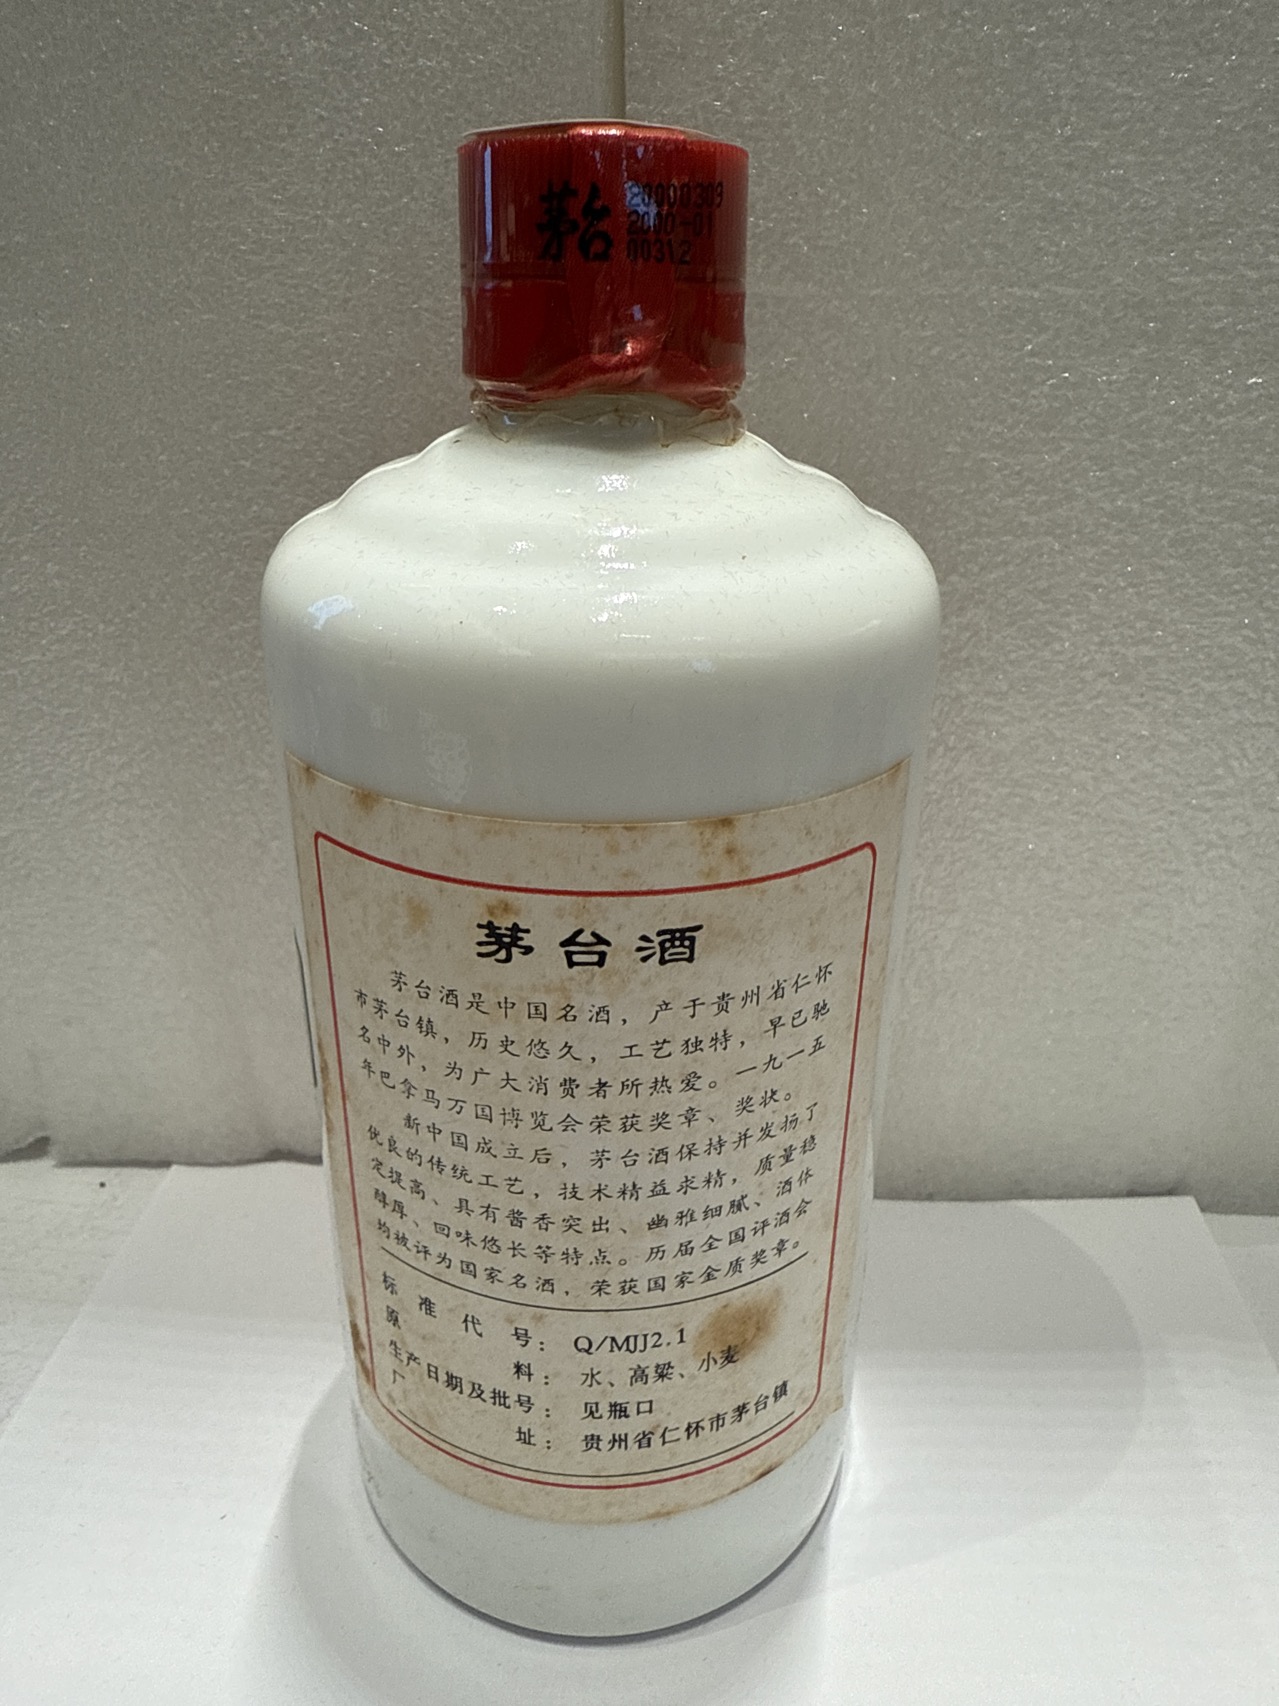 茅台
20000309
2000-01
00312
茅台酒
茅台酒是中国名酒，产于贵州省仁怀
市茅台镇，历史悠久，工艺独特，早已驰
名中外，为广大消费者所热爱。一九一五
年巴拿马万国博览会荣获奖章、奖状。
新中国成立后，茅台酒保持并发扬了
优良的传统工艺，技术精益求精，质量稳
定提高、具有酱香突出、幽雅细腻、酒体
醇厚、回味悠长等特点。历届全国评酒会
均被评为国家名酒，荣获国家金质奖章。
标准代号：Q/MJJ2.1
原料：水、高粱、小麦
生产日期及批号：见瓶口
厂址：贵州省仁怀市茅台镇